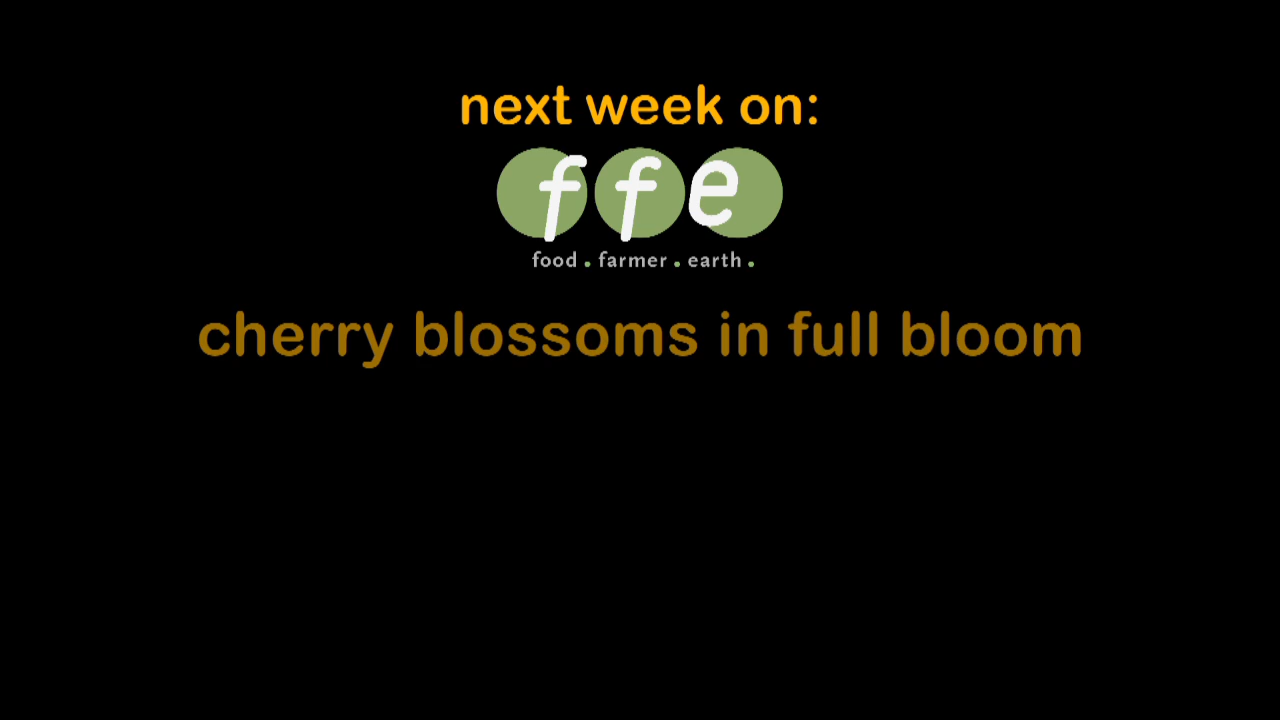 next week on:
ffe
food . farmer . earth .
cherry blossoms in full bloom